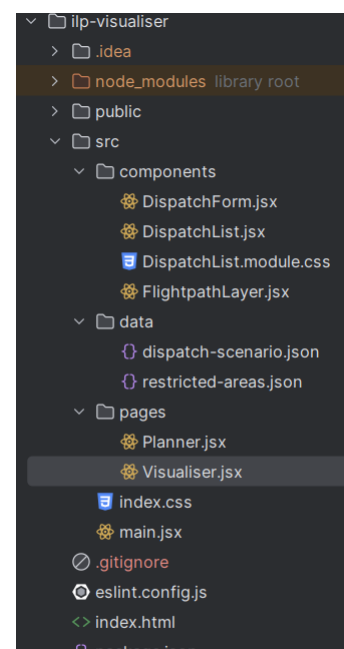 ilp-visualiser
.idea
node_modules library root
public
src
components
DispatchForm.jsx
DispatchList.jsx
DispatchList.module.css
FlightpathLayer.jsx
data
dispatch-scenario.json
restricted-areas.json
pages
Planner.jsx
Visualiser.jsx
index.css
main.jsx
.gitignore
eslint.config.js
index.html